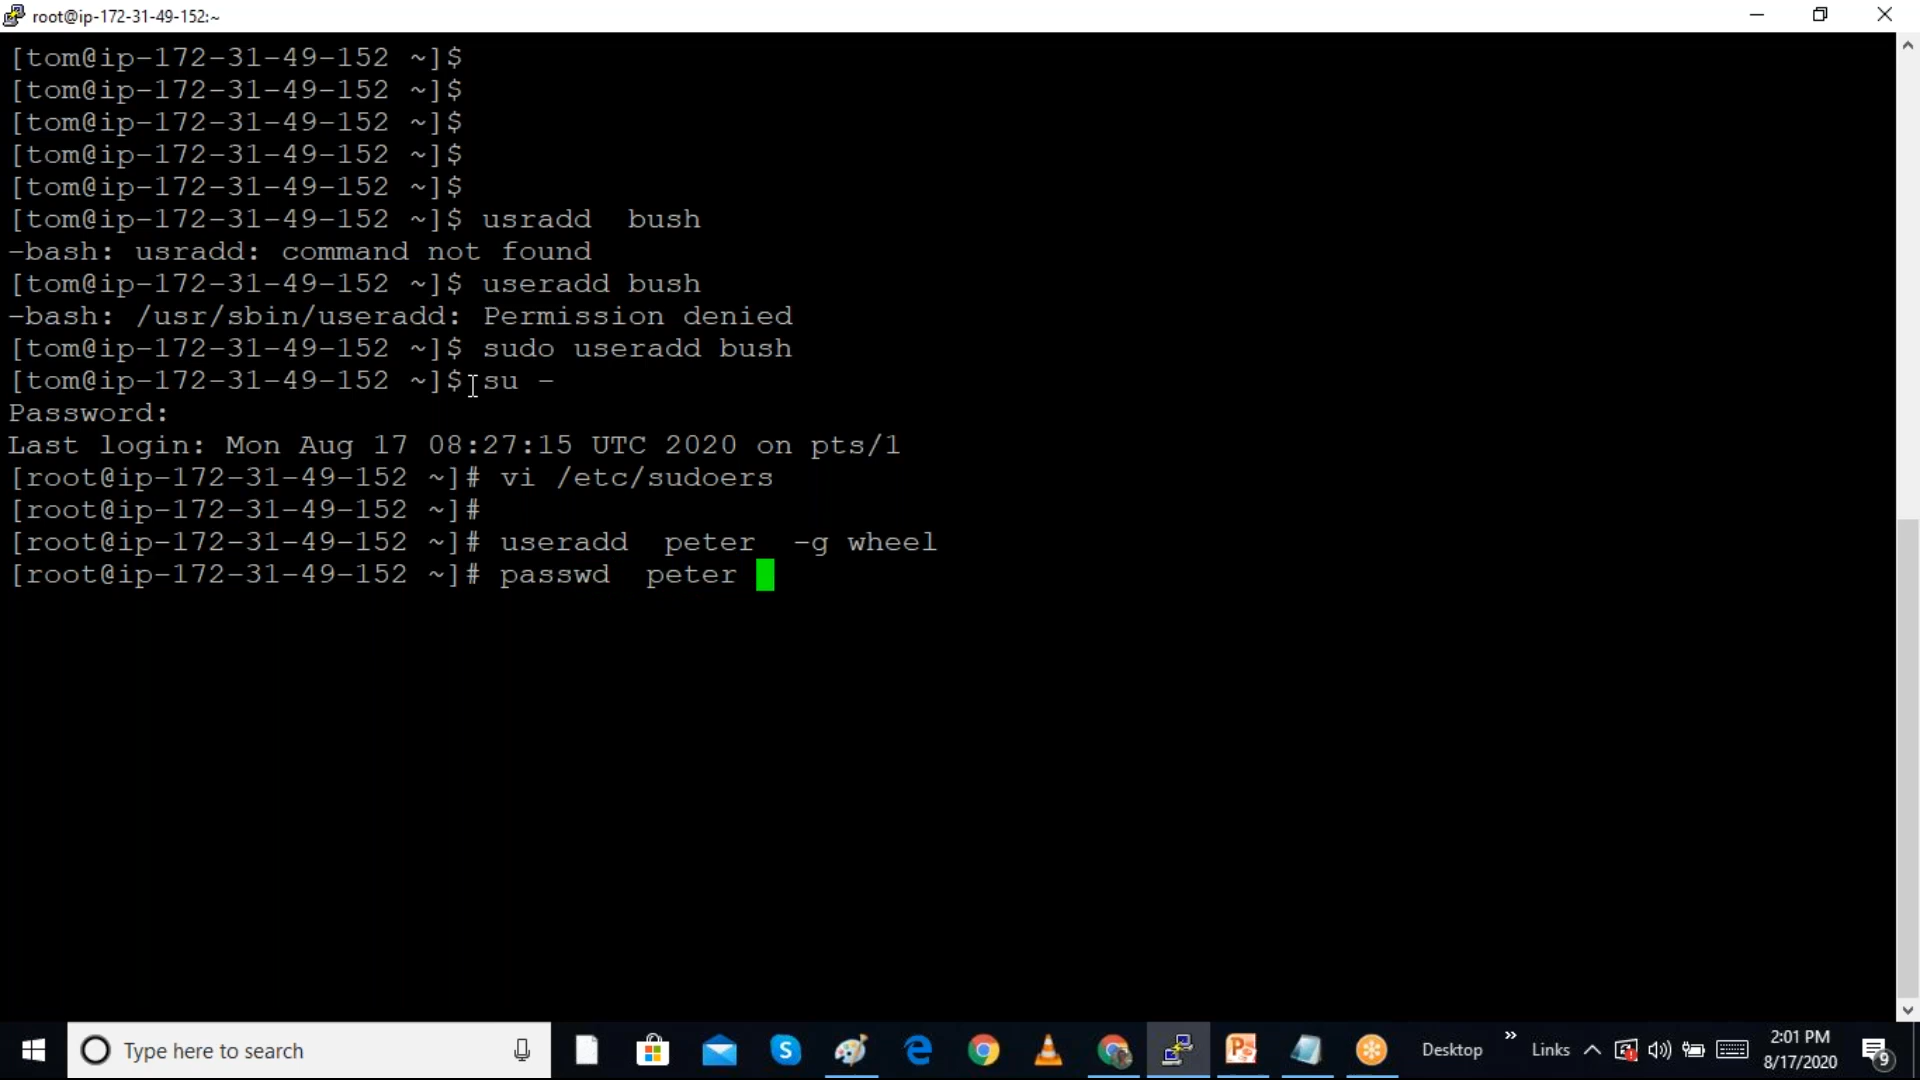 root@ip-172-31-49-152:~
[tom@ip-172-31-49-152 ~]$
[tom@ip-172-31-49-152 ~]$
[tom@ip-172-31-49-152 ~]$
[tom@ip-172-31-49-152 ~]$
[tom@ip-172-31-49-152 ~]$
[tom@ip-172-31-49-152 ~]$ usradd  bush
-bash: usradd: command not found
[tom@ip-172-31-49-152 ~]$ useradd bush
-bash: /usr/sbin/useradd: Permission denied
[tom@ip-172-31-49-152 ~]$ sudo useradd bush
[tom@ip-172-31-49-152 ~]$ su -
Password:
Last login: Mon Aug 17 08:27:15 UTC 2020 on pts/1
[root@ip-172-31-49-152 ~]# vi /etc/sudoers
[root@ip-172-31-49-152 ~]#
[root@ip-172-31-49-152 ~]# useradd  peter  -g wheel
[root@ip-172-31-49-152 ~]# passwd  peter
Type here to search
Desktop
Links
2:01 PM
8/17/2020
9